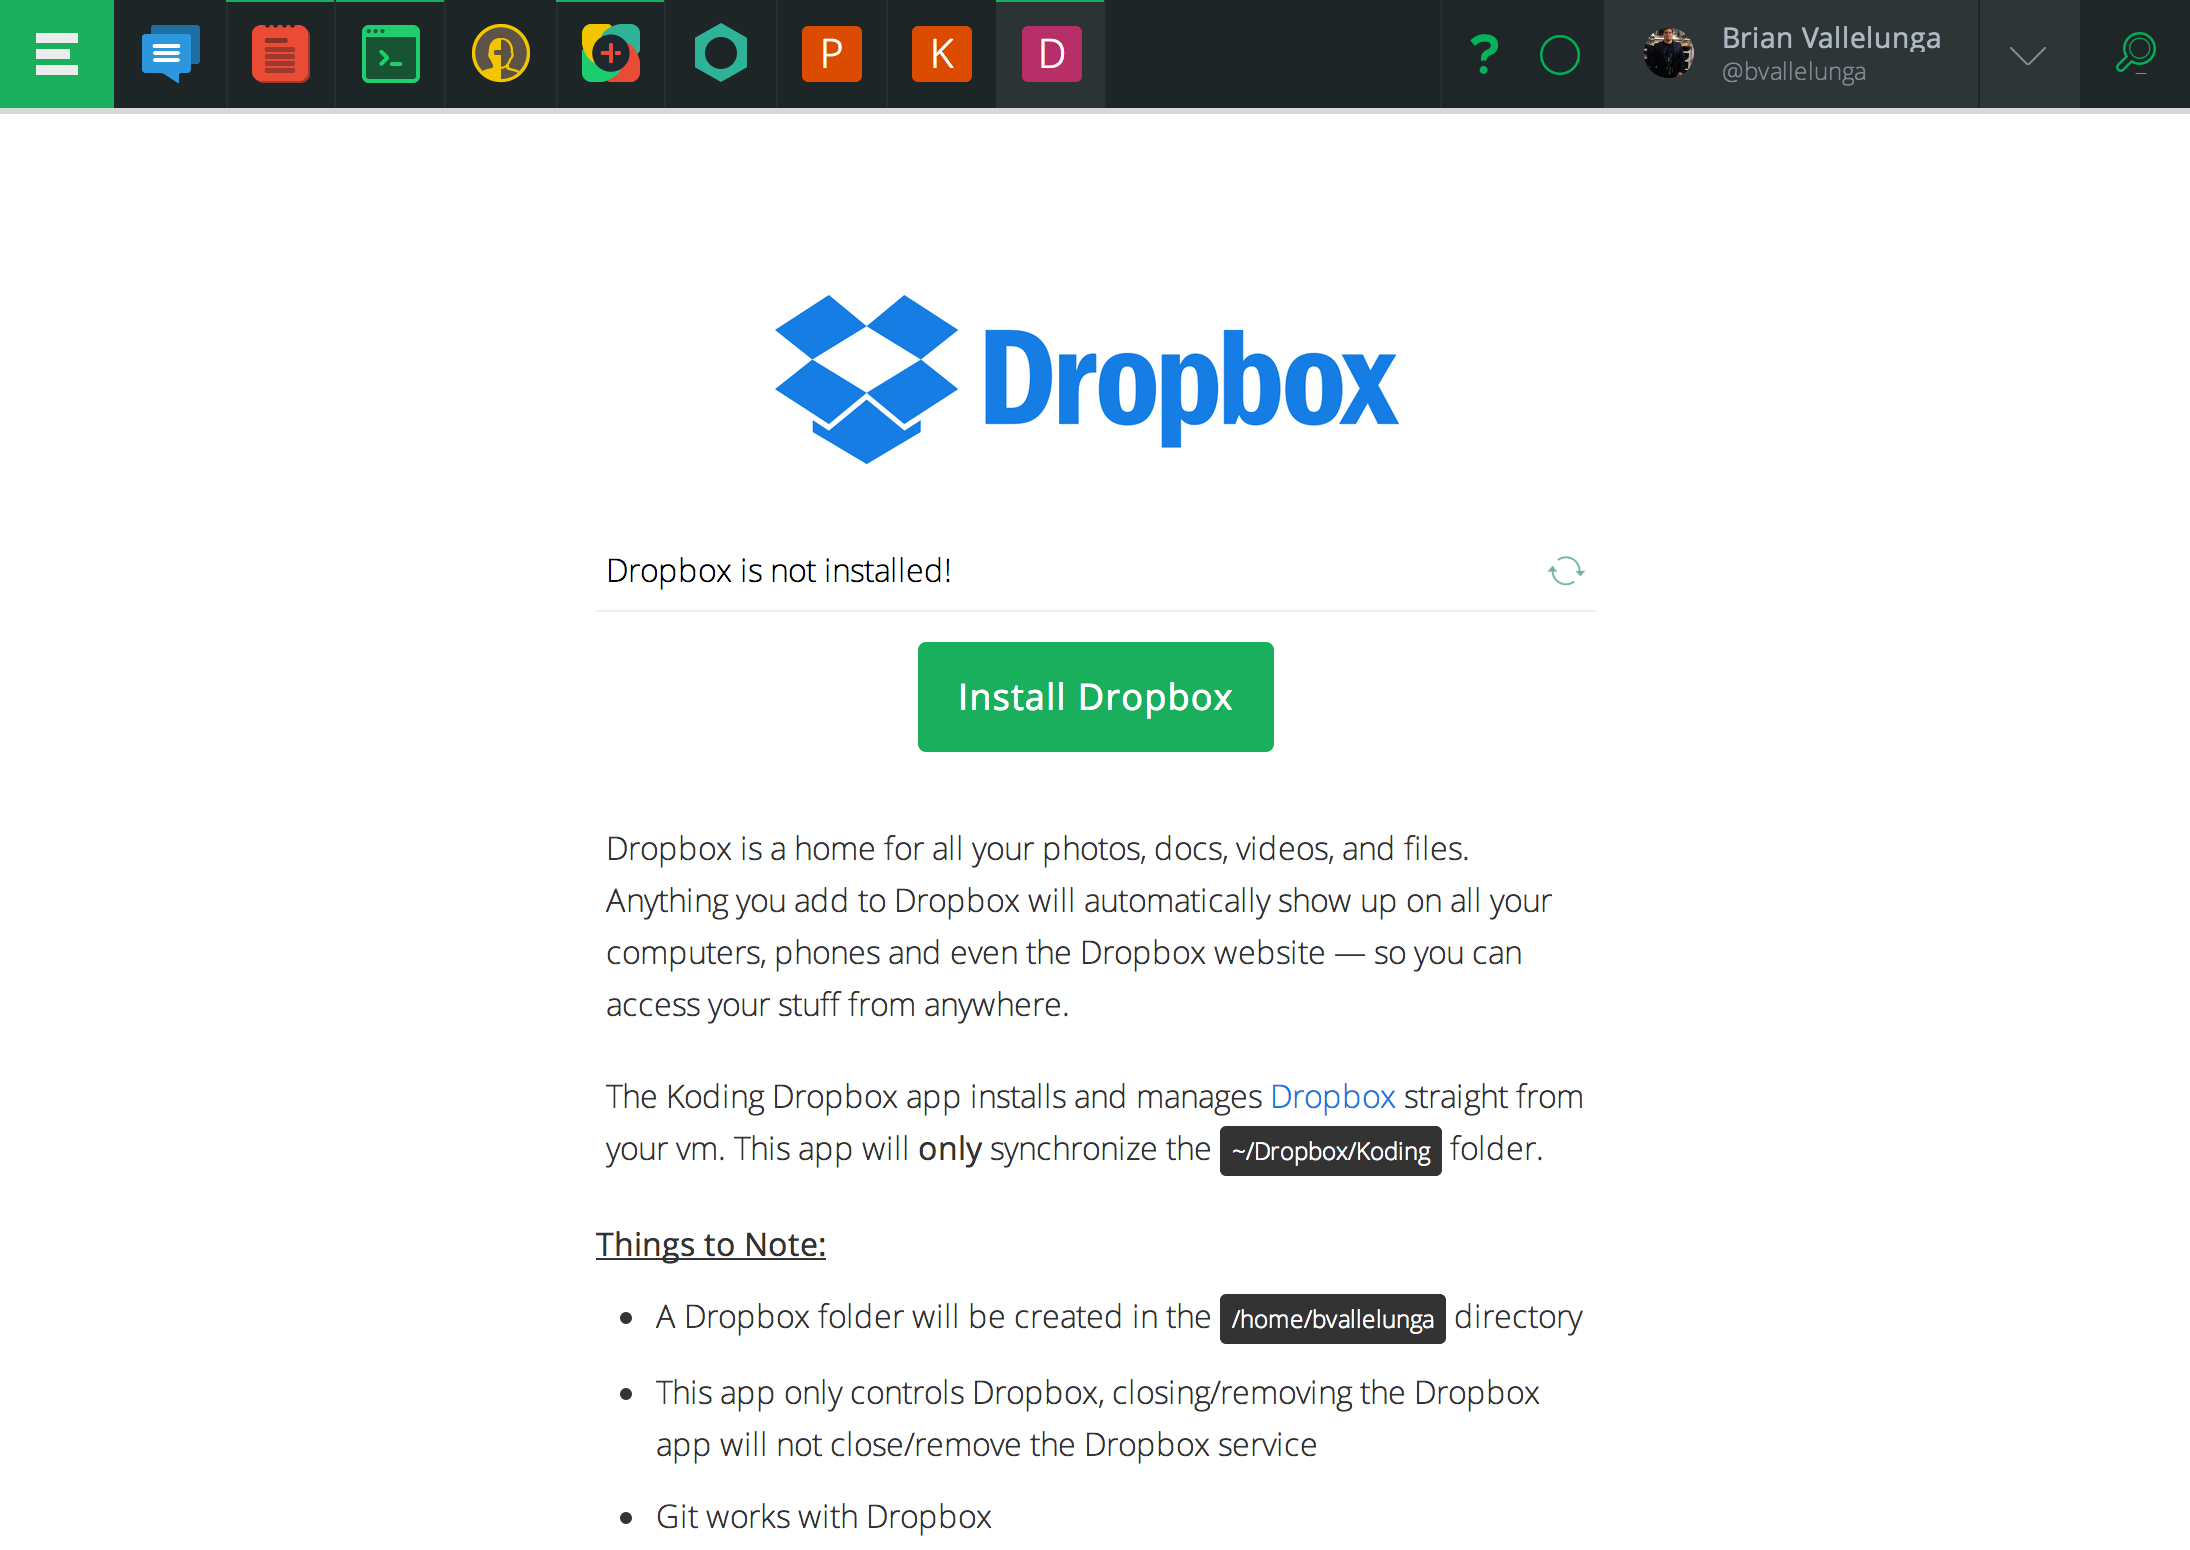 P K D ? Brian Vallelunga
@bvallelunga
Dropbox
Dropbox is not installed!
Install Dropbox
Dropbox is a home for all your photos, docs, videos, and files.
Anything you add to Dropbox will automatically show up on all your
computers, phones and even the Dropbox website — so you can
access your stuff from anywhere.
The Koding Dropbox app installs and manages Dropbox straight from
your vm. This app will only synchronize the ~/Dropbox/Koding folder.
Things to Note:
• A Dropbox folder will be created in the /home/bvallelunga directory
• This app only controls Dropbox, closing/removing the Dropbox
app will not close/remove the Dropbox service
• Git works with Dropbox